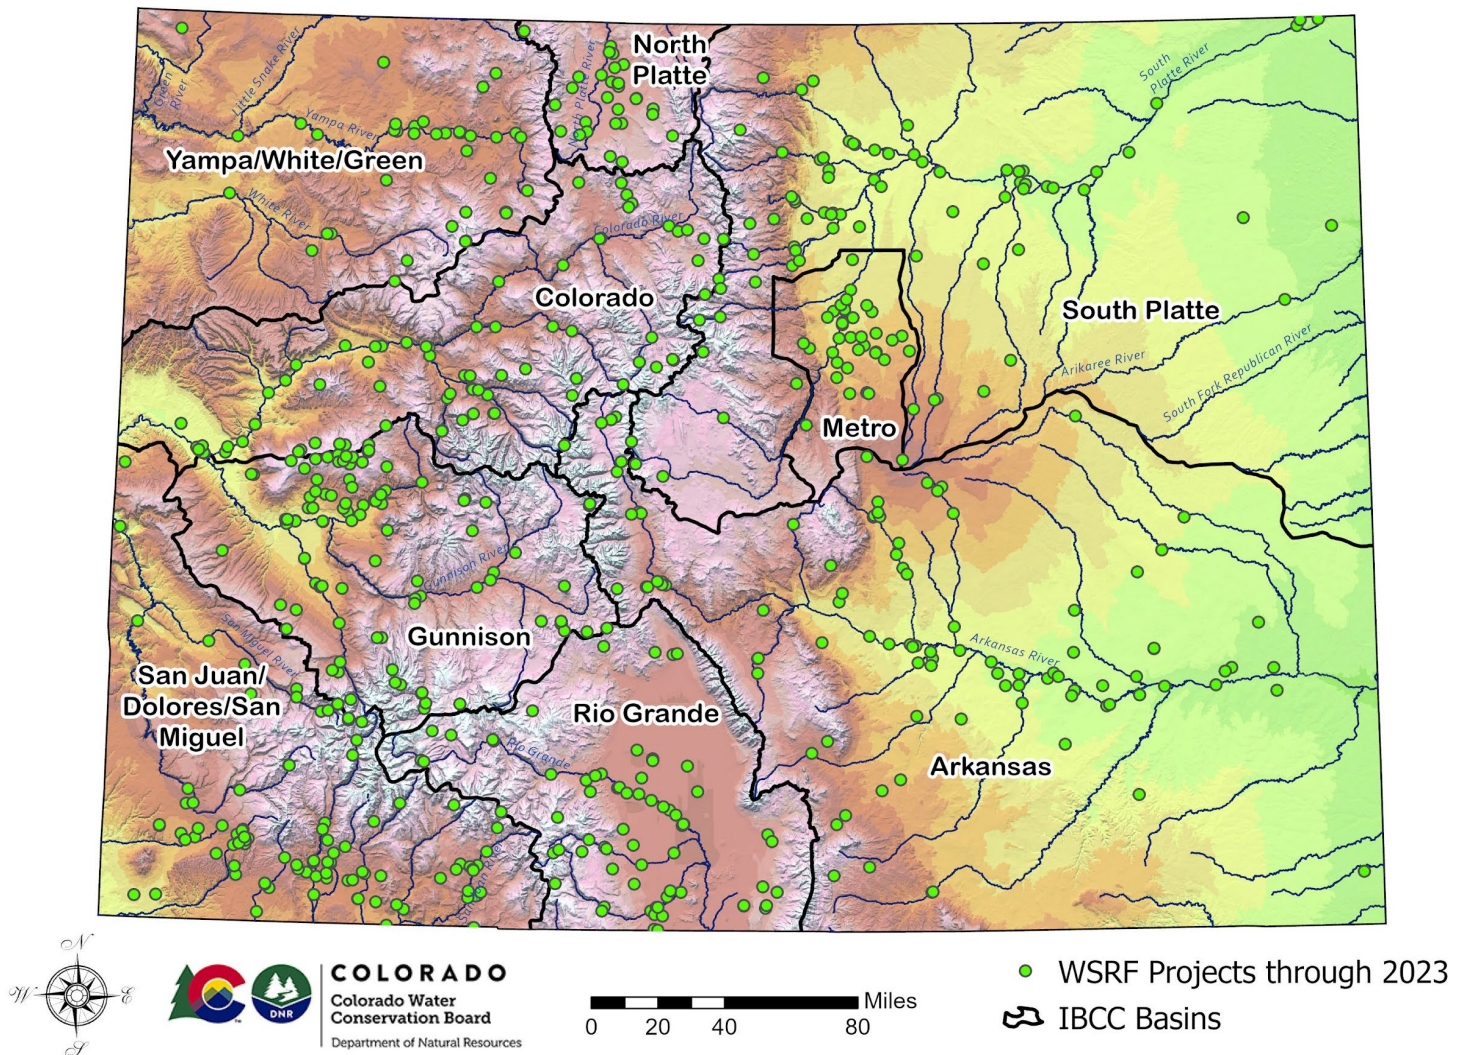 North
Platte
South
Platte River
Green
River
Little Snake River
North Platte River
Yampa River
Yampa/White/Green
White River
Colorado River
Colorado
South Platte
Arikaree River
South Fork Republican River
Metro
Gunnison River
San Miguel River
Gunnison
Arkansas River
San Juan/
Dolores/San
Miguel
Rio Grande
Rio Grande
Arkansas
N
W
E
S
DNR
COLORADO
Colorado Water
Conservation Board
Department of Natural Resources
Miles
0 20 40 80
WSRF Projects through 2023
IBCC Basins